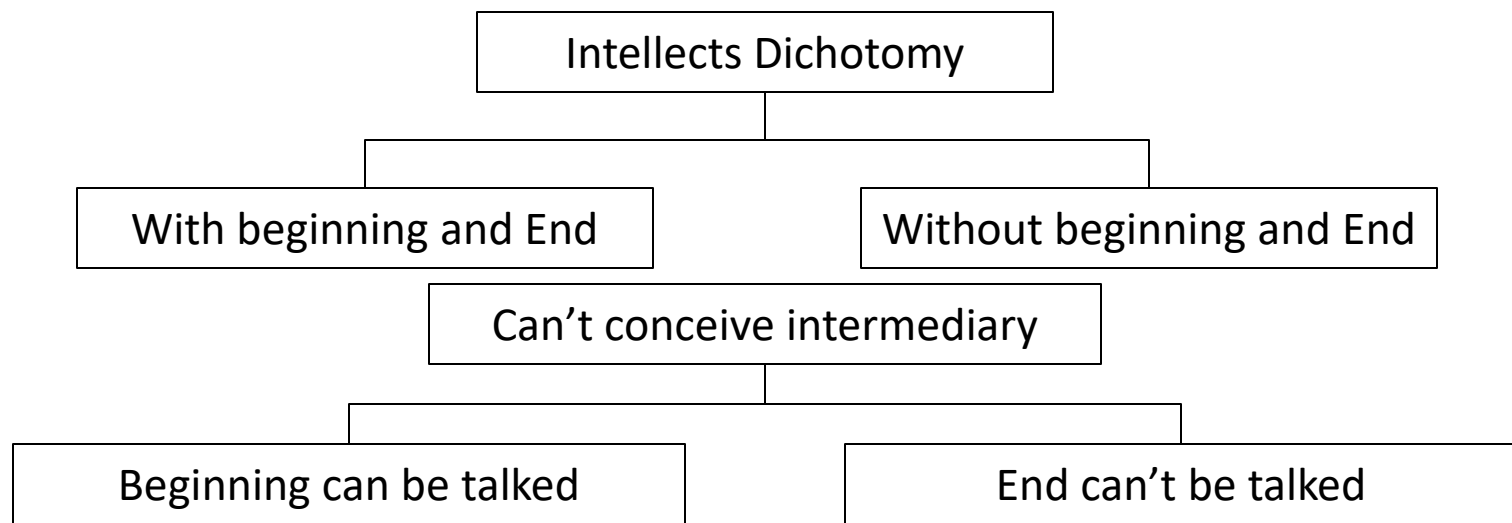 Intellects Dichotomy
With beginning and End
Without beginning and End
Can’t conceive intermediary
Beginning can be talked
End can’t be talked